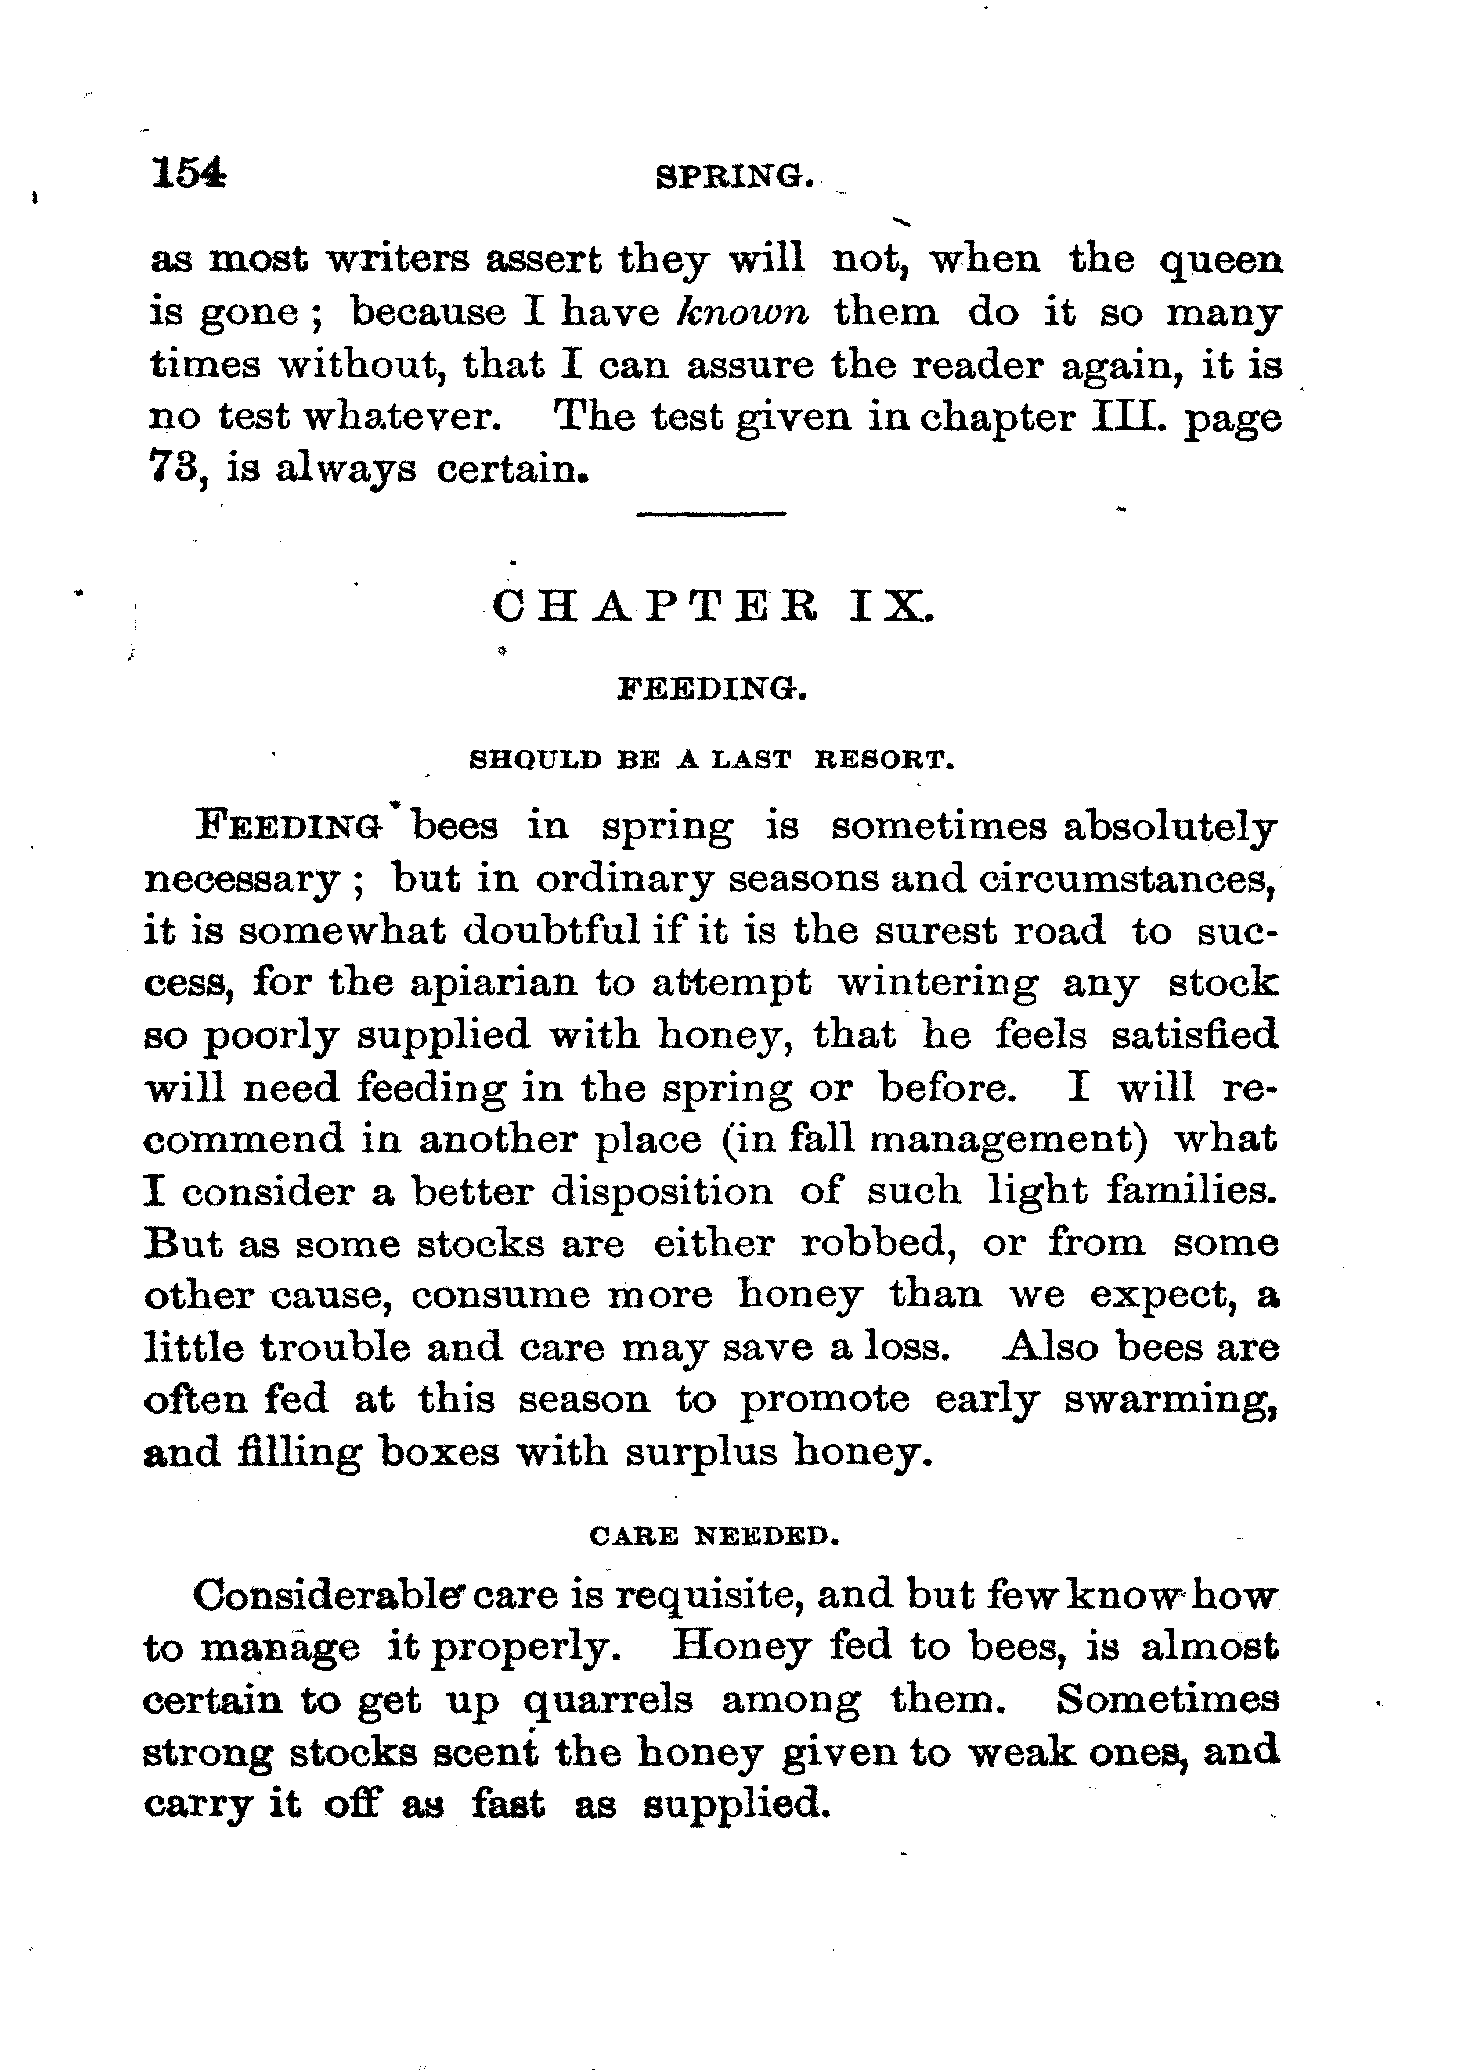 154 SPRING.
as most writers assert they will not, when the queen
is gone ; because I have known them do it so many
times without, that I can assure the reader again, it is
no test whatever. The test given in chapter III. page
73, is always certain.
CHAPTER IX.
FEEDING.
SHOULD BE A LAST RESORT.
FEEDING bees in spring is sometimes absolutely
necessary ; but in ordinary seasons and circumstances,
it is somewhat doubtful if it is the surest road to suc-
cess, for the apiarian to attempt wintering any stock
so poorly supplied with honey, that he feels satisfied
will need feeding in the spring or before. I will re-
commend in another place (in fall management) what
I consider a better disposition of such light families.
But as some stocks are either robbed, or from some
other cause, consume more honey than we expect, a
little trouble and care may save a loss. Also bees are
often fed at this season to promote early swarming,
and filling boxes with surplus honey.
CARE NEEDED.
Considerable care is requisite, and but few know how
to manage it properly. Honey fed to bees, is almost
certain to get up quarrels among them. Sometimes
strong stocks scent the honey given to weak ones, and
carry it off as fast as supplied.